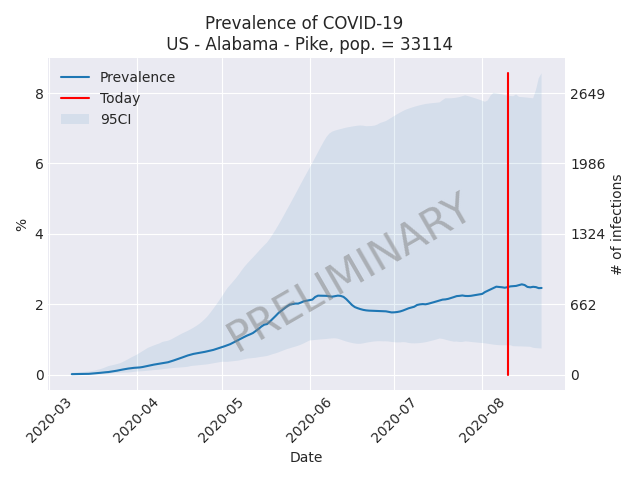 Prevalence of COVID-19
US - Alabama - Pike, pop. = 33114
Prevalence
Today
95CI
PRELIMINARY
8
6
4
2
0
%
2649
1986
1324
662
0
# of infections
2020-03
2020-04
2020-05
2020-06
2020-07
2020-08
Date